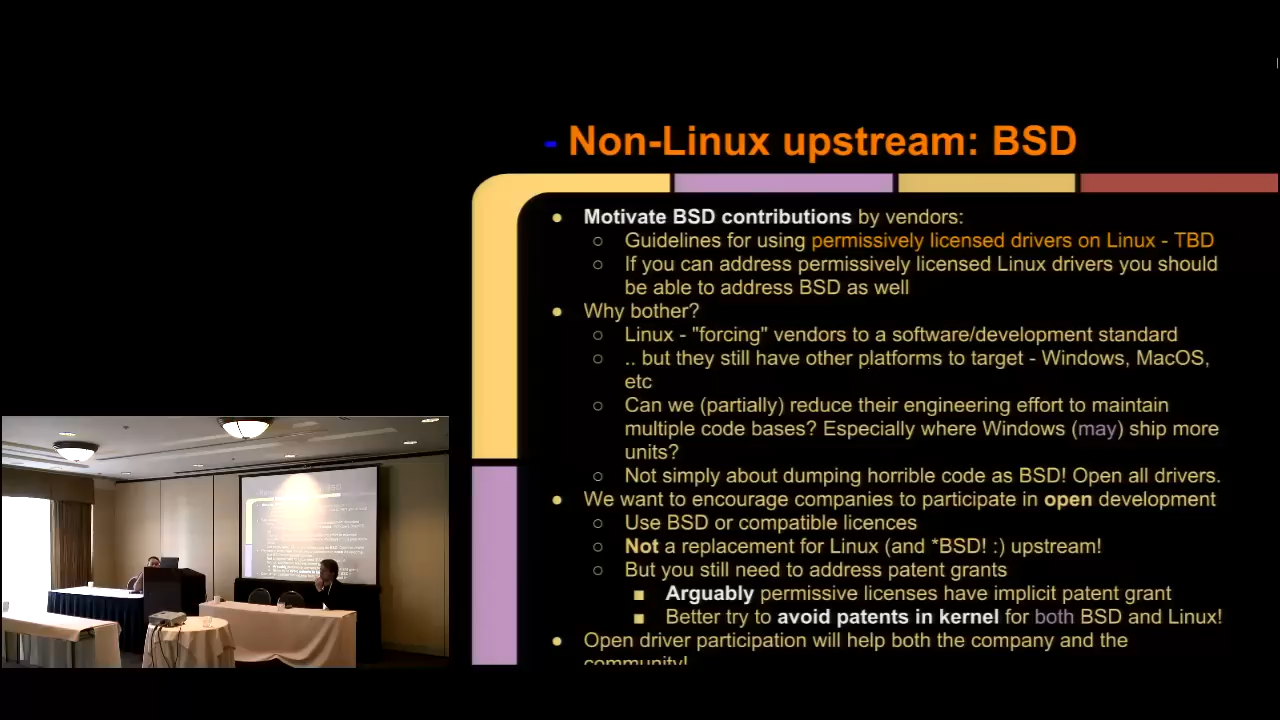 - Non-Linux upstream: BSD
● Motivate BSD contributions by vendors:
○ Guidelines for using permissively licensed drivers on Linux - TBD
○ If you can address permissively licensed Linux drivers you should
be able to address BSD as well
● Why bother?
○ Linux - "forcing" vendors to a software/development standard
○ .. but they still have other platforms to target - Windows, MacOS,
etc
○ Can we (partially) reduce their engineering effort to maintain
multiple code bases? Especially where Windows (may) ship more
units?
○ Not simply about dumping horrible code as BSD! Open all drivers.
● We want to encourage companies to participate in open development
○ Use BSD or compatible licences
○ Not a replacement for Linux (and *BSD! :) upstream!
○ But you still need to address patent grants
■ Arguably permissive licenses have implicit patent grant
■ Better try to avoid patents in kernel for both BSD and Linux!
● Open driver participation will help both the company and the
community!